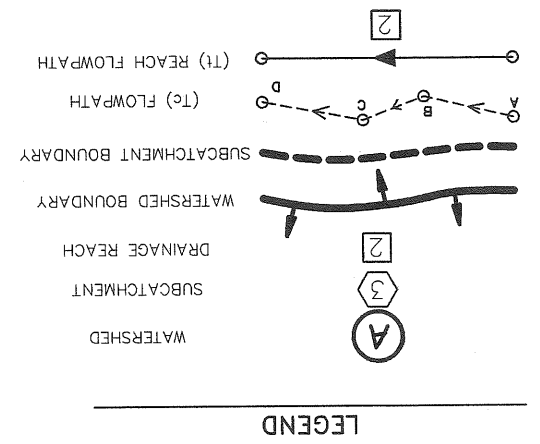 LEGEND
A WATERSHED
3 SUBCATCHMENT
2 DRAINAGE REACH
WATERSHED BOUNDARY
SUBCATCHMENT BOUNDARY
A B C D (Tc) FLOWPATH
(Tt) REACH FLOWPATH
2